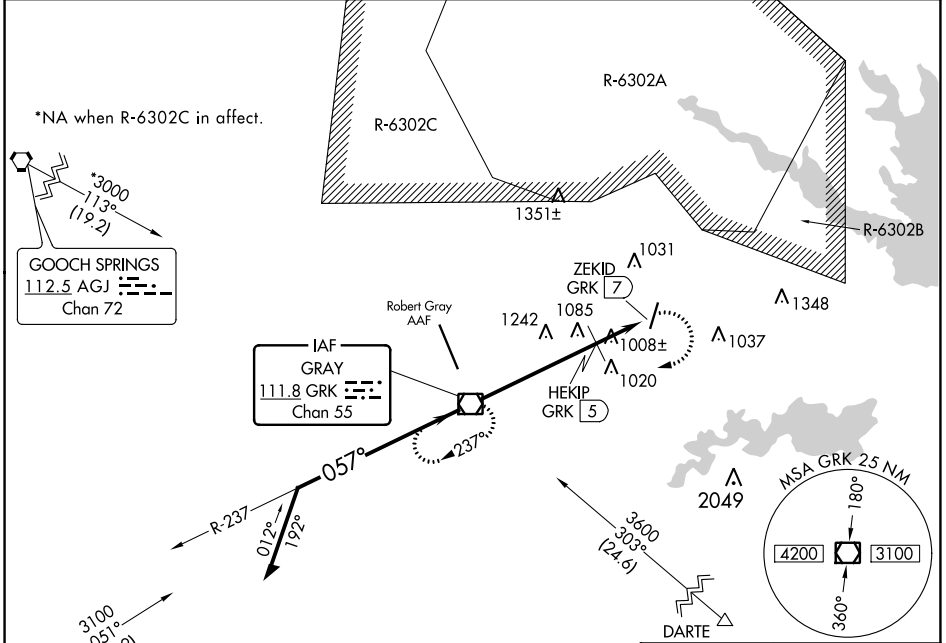 *NA when R-6302C in affect.
R-6302A
R-6302C
R-6302B
*3000
113°
(19.2)
GOOCH SPRINGS
112.5 AGJ
Chan 72
1351±
1031
ZEKID
GRK 7
1348
Robert Gray
AAF
1242
1085
1008±
1037
1020
IAF
GRAY
111.8 GRK
Chan 55
HEKIP
GRK 5
237°
057°
R-237
012°
192°
2049
MSA GRK 25 NM
180°
4200
3100
360°
3600
303°
(24.6)
DARTE
3100
051°